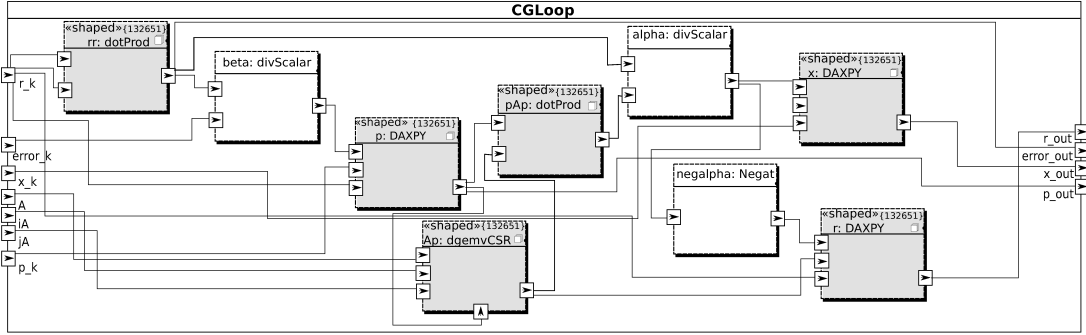 CGLoop
«shaped» {132651}
rr: dotProd
beta: divScalar
alpha: divScalar
«shaped» {132651}
x: DAXPY
«shaped» {132651}
pAp: dotProd
«shaped» {132651}
p: DAXPY
negalpha: Negat
«shaped» {132651}
Ap: dgemvCSR
«shaped» {132651}
r: DAXPY
r_k
error_k
x_k
A
iA
jA
p_k
r_out
error_out
x_out
p_out